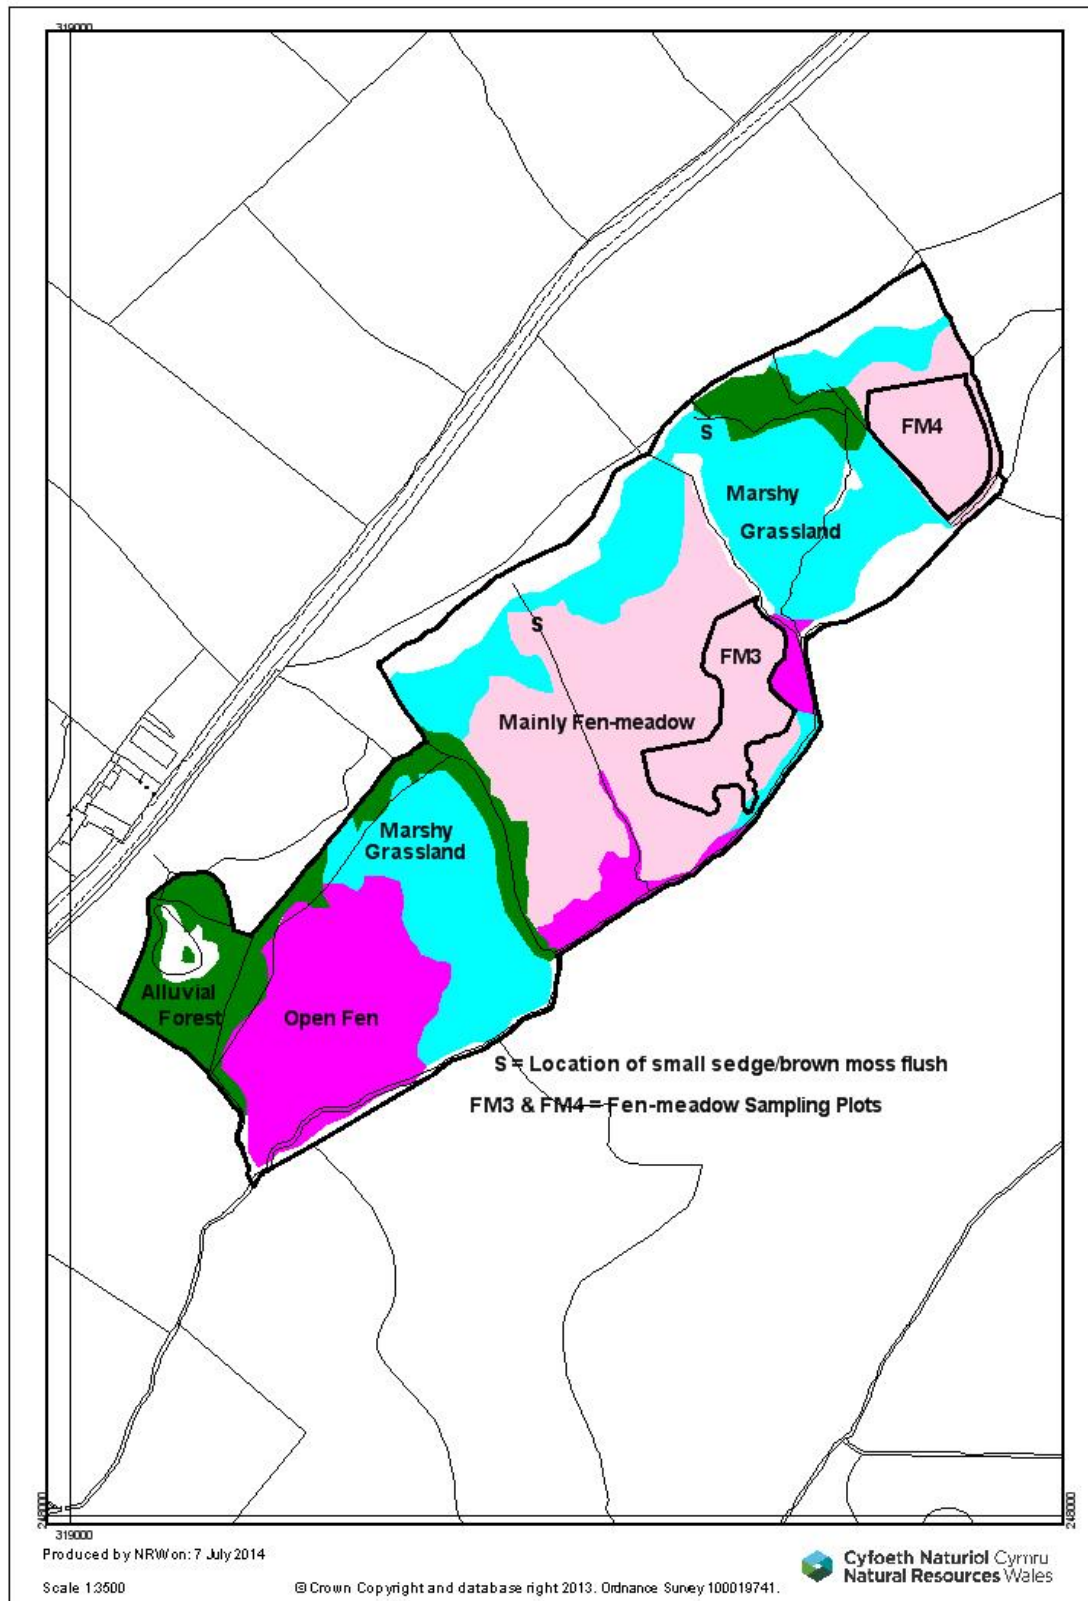 319000
FM4
S
Marshy
Grassland
S
FM3
Mainly Fen-meadow
Marshy
Grassland
Alluvial
Forest
Open Fen
S = Location of small sedge/brown moss flush
FM3 & FM4 = Fen-meadow Sampling Plots
248000
248000
319000
Produced by NRW on: 7 July 2014
Scale 1:3500
© Crown Copyright and database right 2013. Ordnance Survey 100019741.
Cyfoeth Naturiol Cymru
Natural Resources Wales